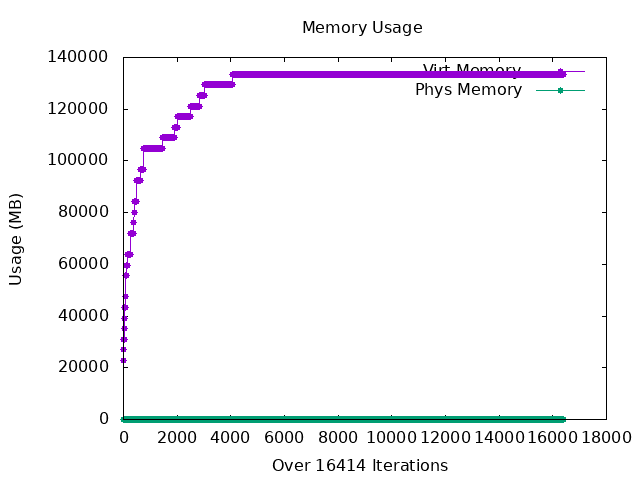 Memory Usage
140000
120000
100000
80000
60000
40000
20000
0
Usage (MB)
Virt Memory
Phys Memory
0 2000 4000 6000 8000 10000 12000 14000 16000 18000
Over 16414 Iterations